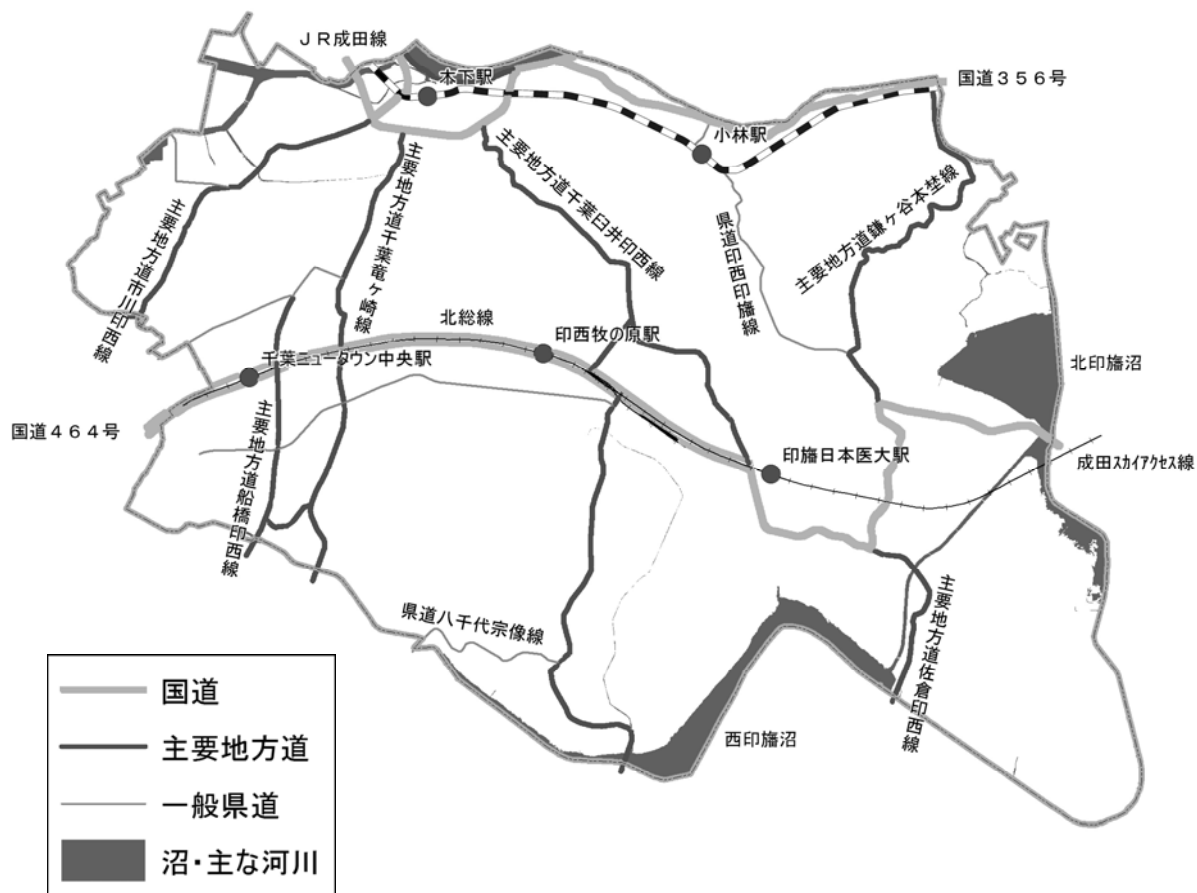 ＪＲ成田線
木下駅
国道３５６号
小林駅
主要地方道市川印西線
主要地方道千葉竜ヶ崎線
主要地方道千葉臼井印西線
県道印西印旛線
主要地方道鎌ヶ谷本埜線
北総線
印西牧の原駅
千葉ニュータウン中央駅
北印旛沼
国道４６４号
印旛日本医大駅
成田ｽｶｲｱｸｾｽ線
主要地方道船橋印西線
県道八千代宗像線
主要地方道佐倉印西線
西印旛沼
国道
主要地方道
一般県道
沼・主な河川